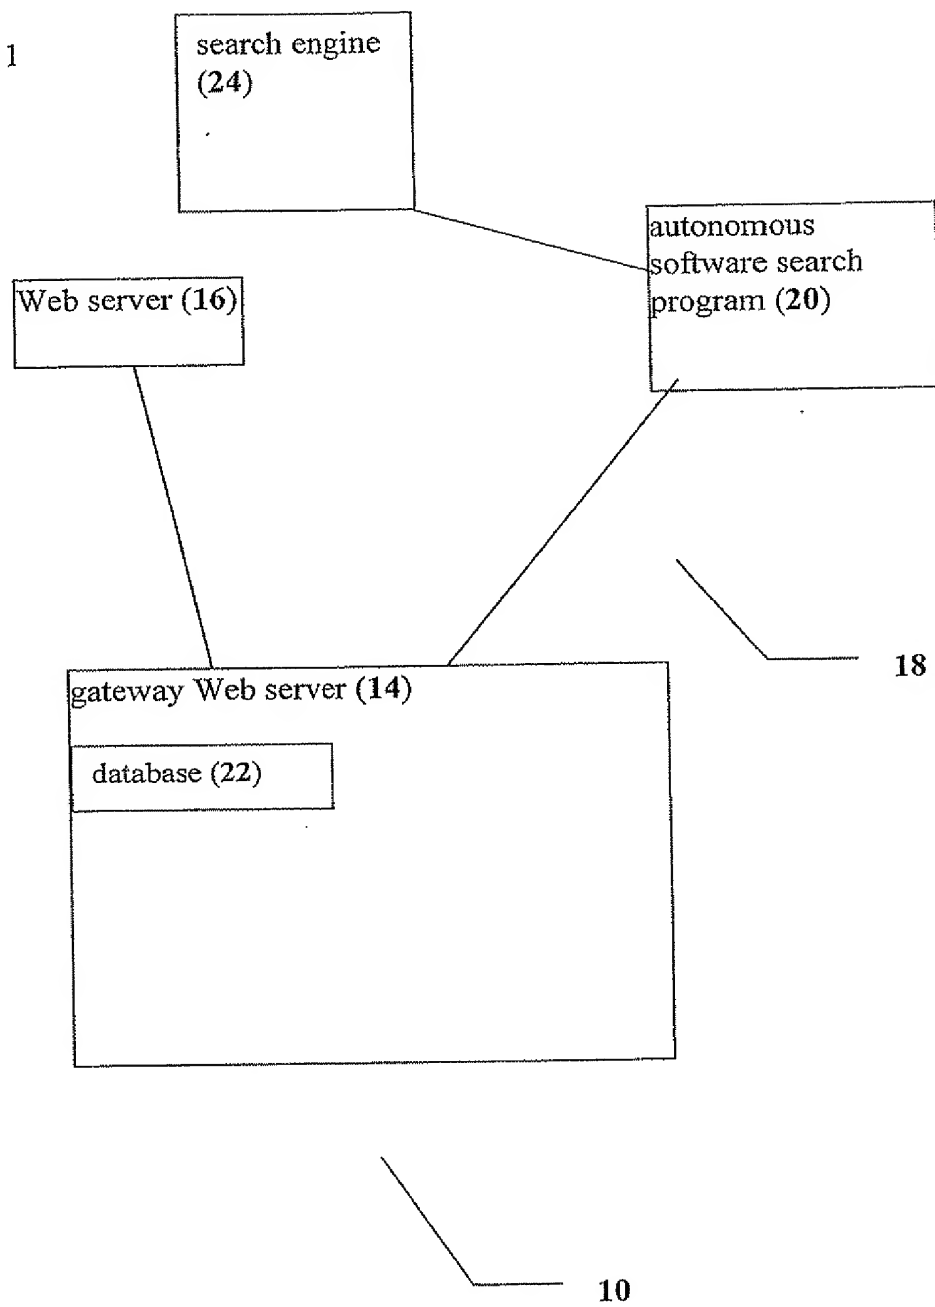 1
search engine
(24)
autonomous
software search
program (20)
Web server (16)
18
gateway Web server (14)
database (22)
10